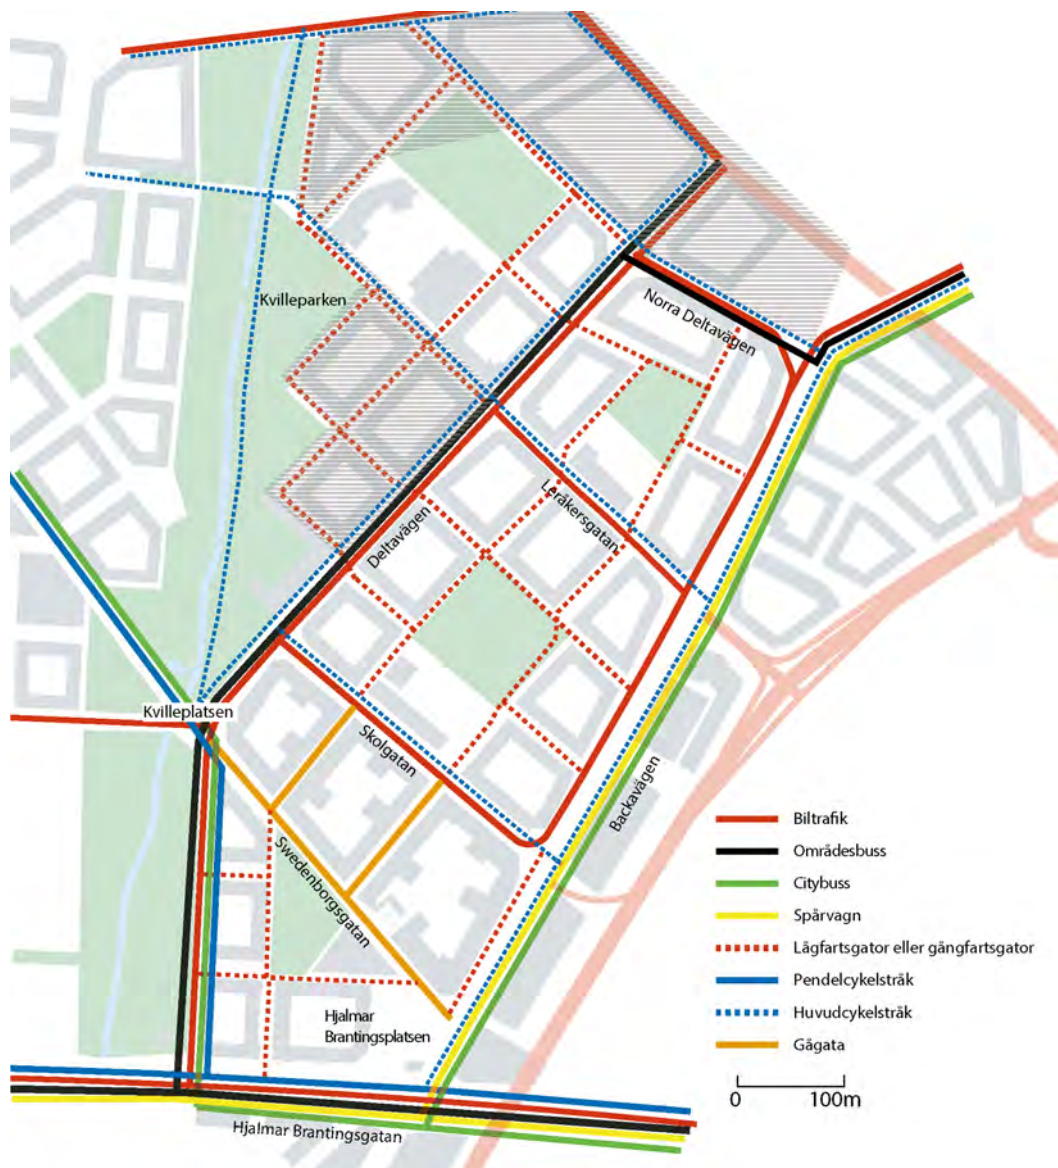 Kvilleparken
Norra Deltavägen
Leråkersgatan
Deltavägen
Kvilleplatsen
Skolgatan
Backavägen
Swedenborgsgatan
Hjalmar
Brantingsplatsen
Hjalmar Brantingsgatan
Biltrafik
Områdesbuss
Citybuss
Spårvagn
Lågfartsgator eller gångfartsgator
Pendelcykelstråk
Huvudcykelstråk
Gågata
0 100m